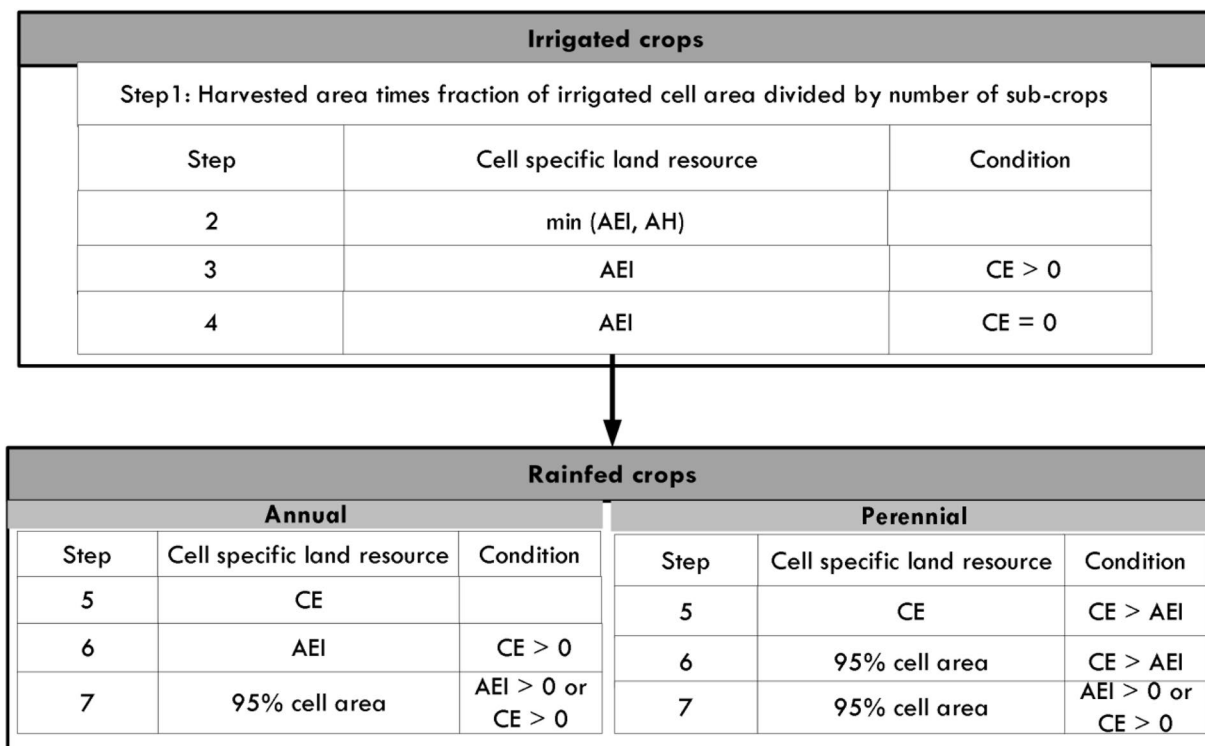 Irrigated crops
Step1: Harvested area times fraction of irrigated cell area divided by number of sub-crops
Step Cell specific land resource Condition
2 min (AEI, AH)
3 AEI CE > 0
4 AEI CE = 0
Rainfed crops
Annual
Step Cell specific land resource Condition
5 CE
6 AEI CE > 0
7 95% cell area AEI > 0 or
CE > 0
Perennial
Step Cell specific land resource Condition
5 CE CE > AEI
6 95% cell area CE > AEI
7 95% cell area AEI > 0 or
CE > 0